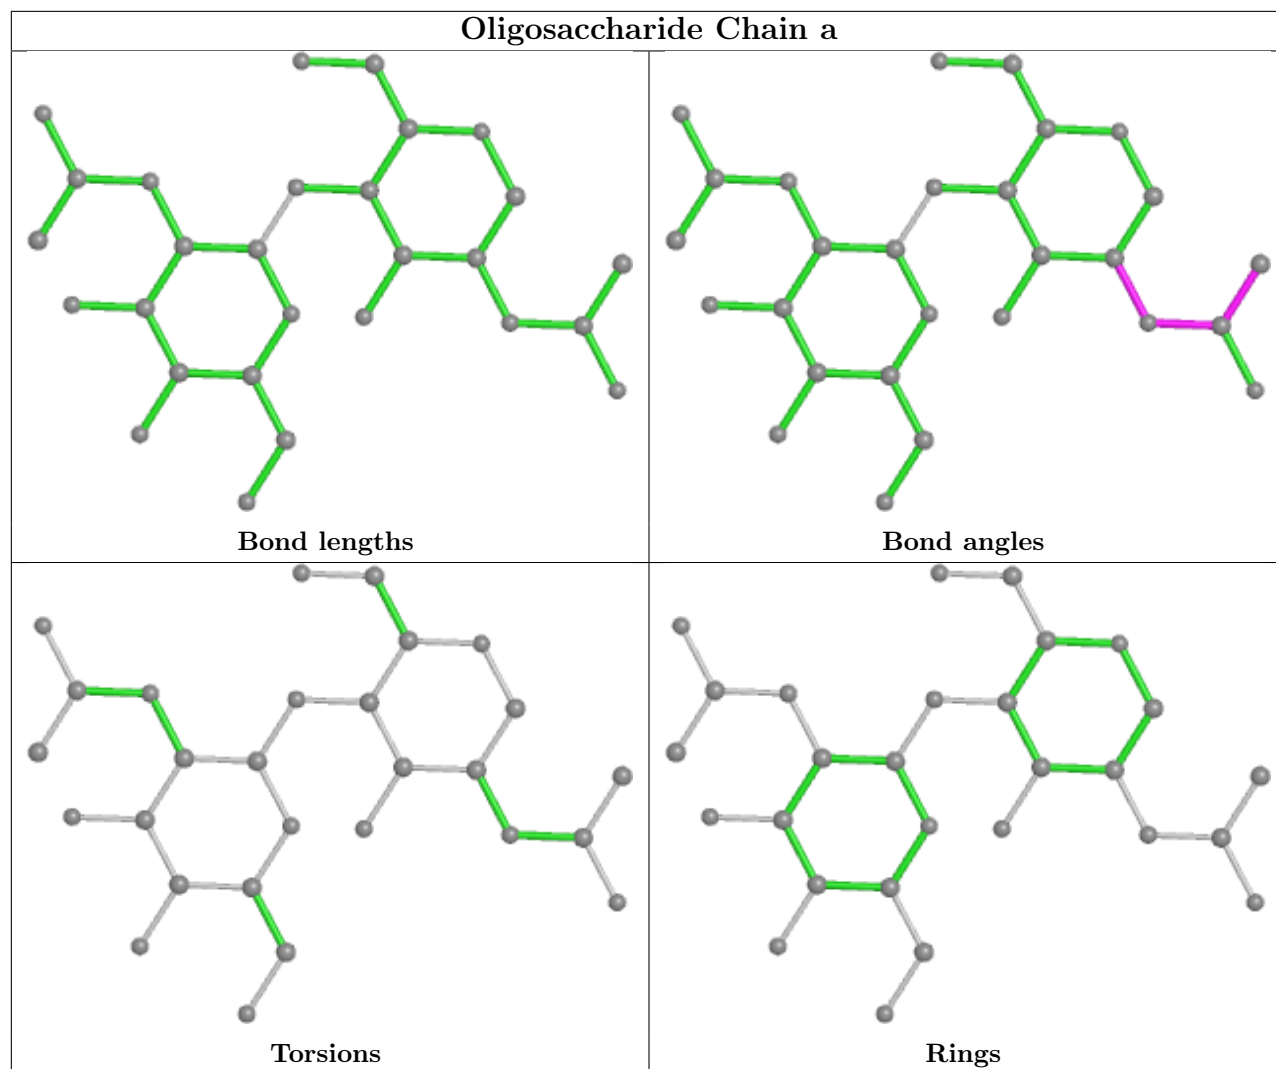 Oligosaccharide Chain a
Bond lengths
Bond angles
Torsions
Rings